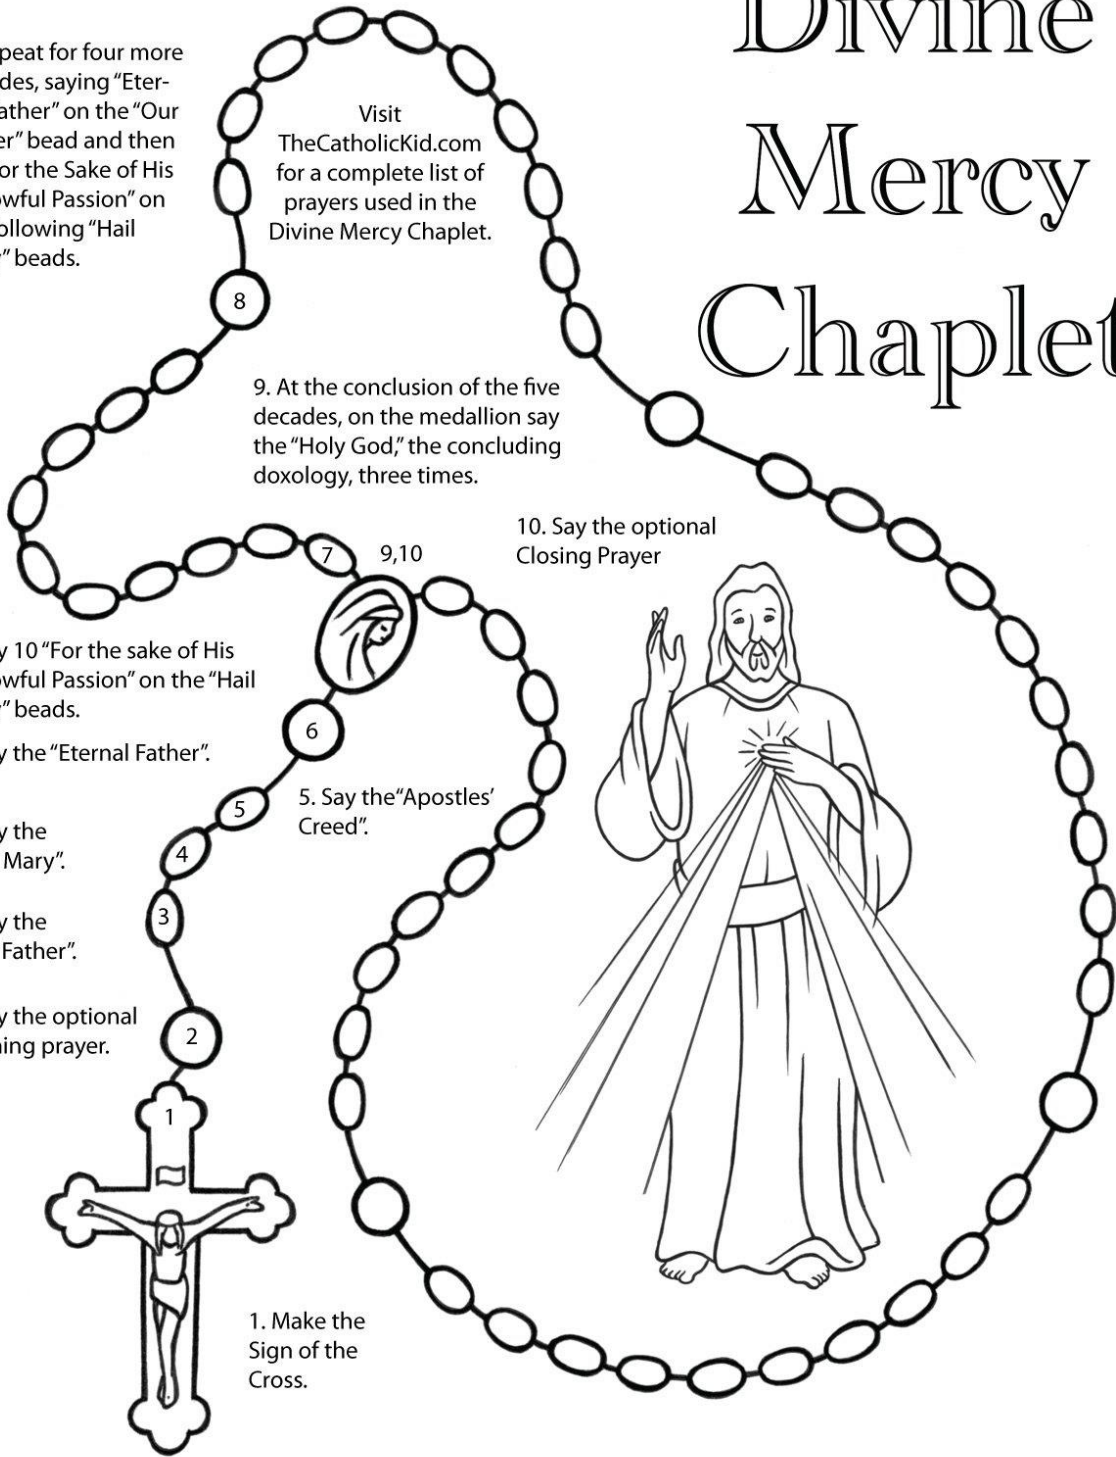 Divine
Mercy
Chaplet
peat for four more
des, saying “Eter-
ather” on the “Our
er” bead and then
or the Sake of His
wful Passion” on
ollowing “Hail
” beads.
Visit
TheCatholicKid.com
for a complete list of
prayers used in the
Divine Mercy Chaplet.
8
9. At the conclusion of the five
decades, on the medallion say
the “Holy God,” the concluding
doxology, three times.
10. Say the optional
Closing Prayer
7
9,10
y 10 “For the sake of His
wful Passion” on the “Hail
” beads.
6
y the “Eternal Father”.
5
5. Say the“Apostles’
Creed”.
y the
Mary”.
4
3
y the
Father”.
y the optional
ning prayer.
2
1
1. Make the
Sign of the
Cross.